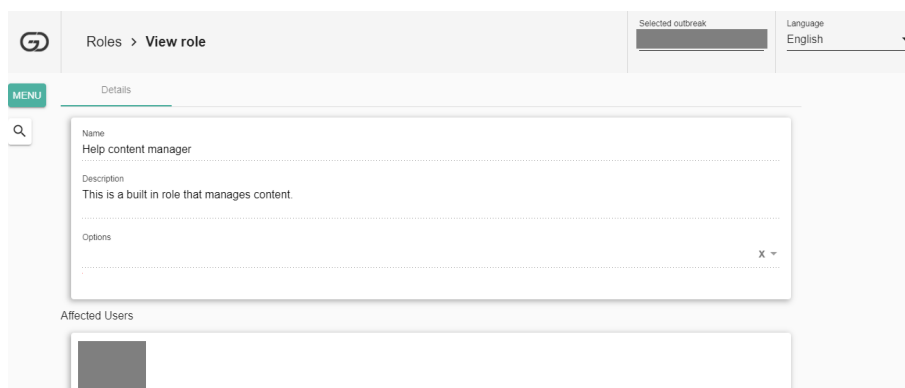 Roles > View role
Selected outbreak
Language
English
MENU
Details
Name
Help content manager
Description
This is a built in role that manages content.
Options
x
Affected Users